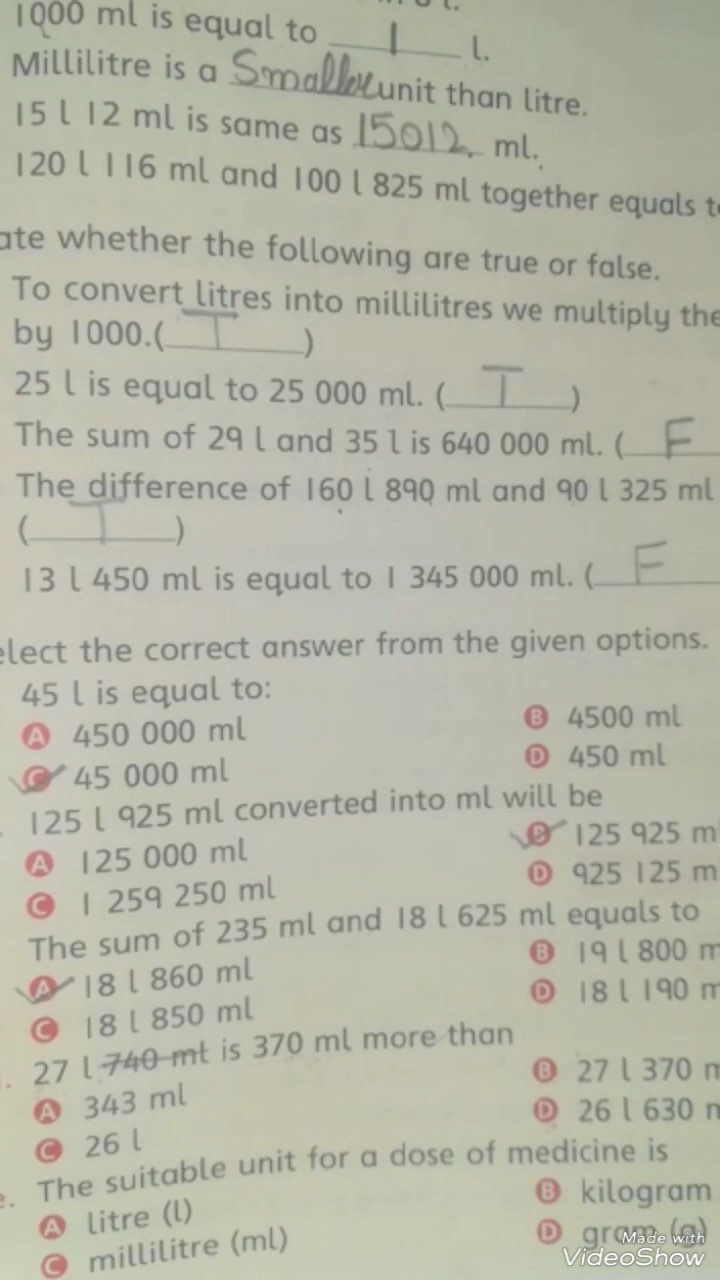 1000 ml is equal to 1 l.
Millilitre is a Smaller unit than litre.
15 l 12 ml is same as 15012 ml.
120 l 116 ml and 100 l 825 ml together equals
ate whether the following are true or false.
To convert litres into millilitres we multiply the
by 1000.( T )
25 l is equal to 25 000 ml. ( T )
The sum of 29 l and 35 l is 640 000 ml. ( F
The difference of 160 l 890 ml and 90 l 325 ml
( T )
13 l 450 ml is equal to 1 345 000 ml. ( F
elect the correct answer from the given options.
45 l is equal to:
A 450 000 ml B 4500 ml
C 45 000 ml D 450 ml
125 l 925 ml converted into ml will be
A 125 000 ml B 125 925 m
C 1 259 250 ml D 925 125 m
The sum of 235 ml and 18 l 625 ml equals to
A 18 l 860 ml B 19 l 800 m
C 18 l 850 ml D 18 l 190 m
27 l 740 ml is 370 ml more than
A 343 ml B 27 l 370 m
C 26 l D 26 l 630 m
e. The suitable unit for a dose of medicine is
A litre (l) B kilogram
C millilitre (ml) D gram (g)
Made with
VideoShow